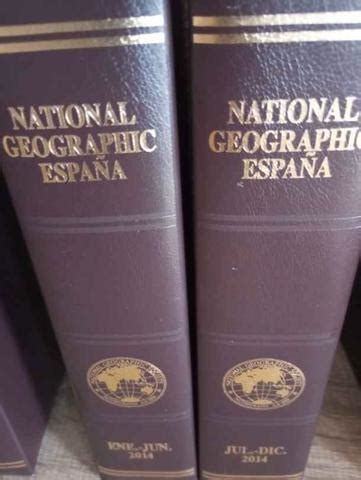 NATIONAL
GEOGRAPHIC
ESPAÑA
ENE.-JUN.
2014
NATIONAL
GEOGRAPHIC
ESPAÑA
JUL.-DIC.
2014